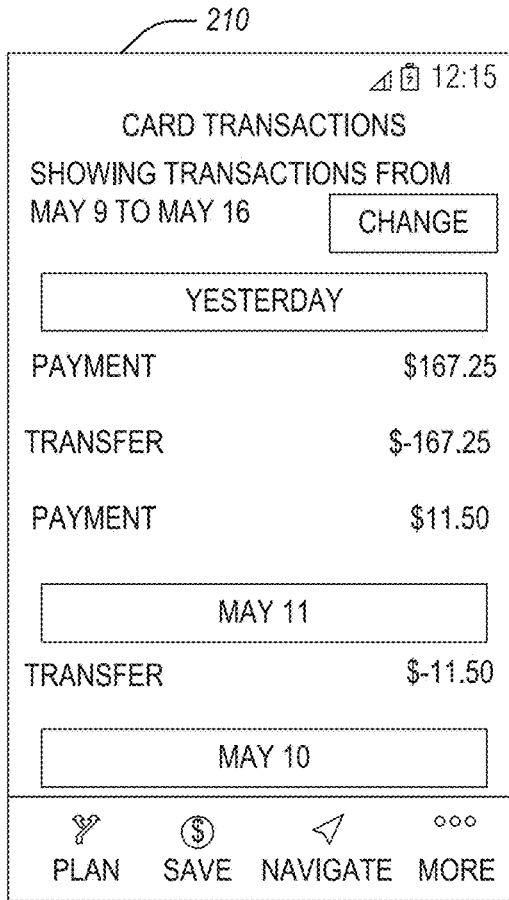 210
12:15
CARD TRANSACTIONS
SHOWING TRANSACTIONS FROM
MAY 9 TO MAY 16
CHANGE
YESTERDAY
PAYMENT $167.25
TRANSFER $-167.25
PAYMENT $11.50
MAY 11
TRANSFER $-11.50
MAY 10
PLAN SAVE NAVIGATE MORE